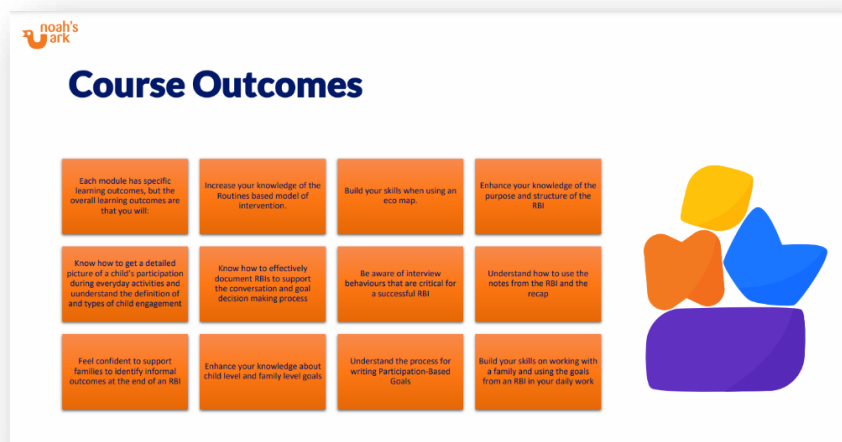 noah's
ark
Course Outcomes
Each module has specific
learning outcomes, but the
overall learning outcomes are
that you will:
Increase your knowledge of the
Routines based model of
intervention.
Build your skills when using an
eco map.
Enhance your knowledge of the
purpose and structure of the
RBI
Know how to get a detailed
picture of a child's participation
during everyday activities and
uunderstand the definition of
and types of child engagement
Know how to effectively
document RBIs to support
the conversation and goal
decision making process
Be aware of interview
behaviours that are critical for
a successful RBI
Understand how to use the
notes from the RBI and the
recap
Feel confident to support
families to identify informal
outcomes at the end of an RBI
Enhance your knowledge about
child level and family level goals
Understand the process for
writing Participation-Based
Goals
Build your skills on working with
a family and using the goals
from an RBI in your daily work